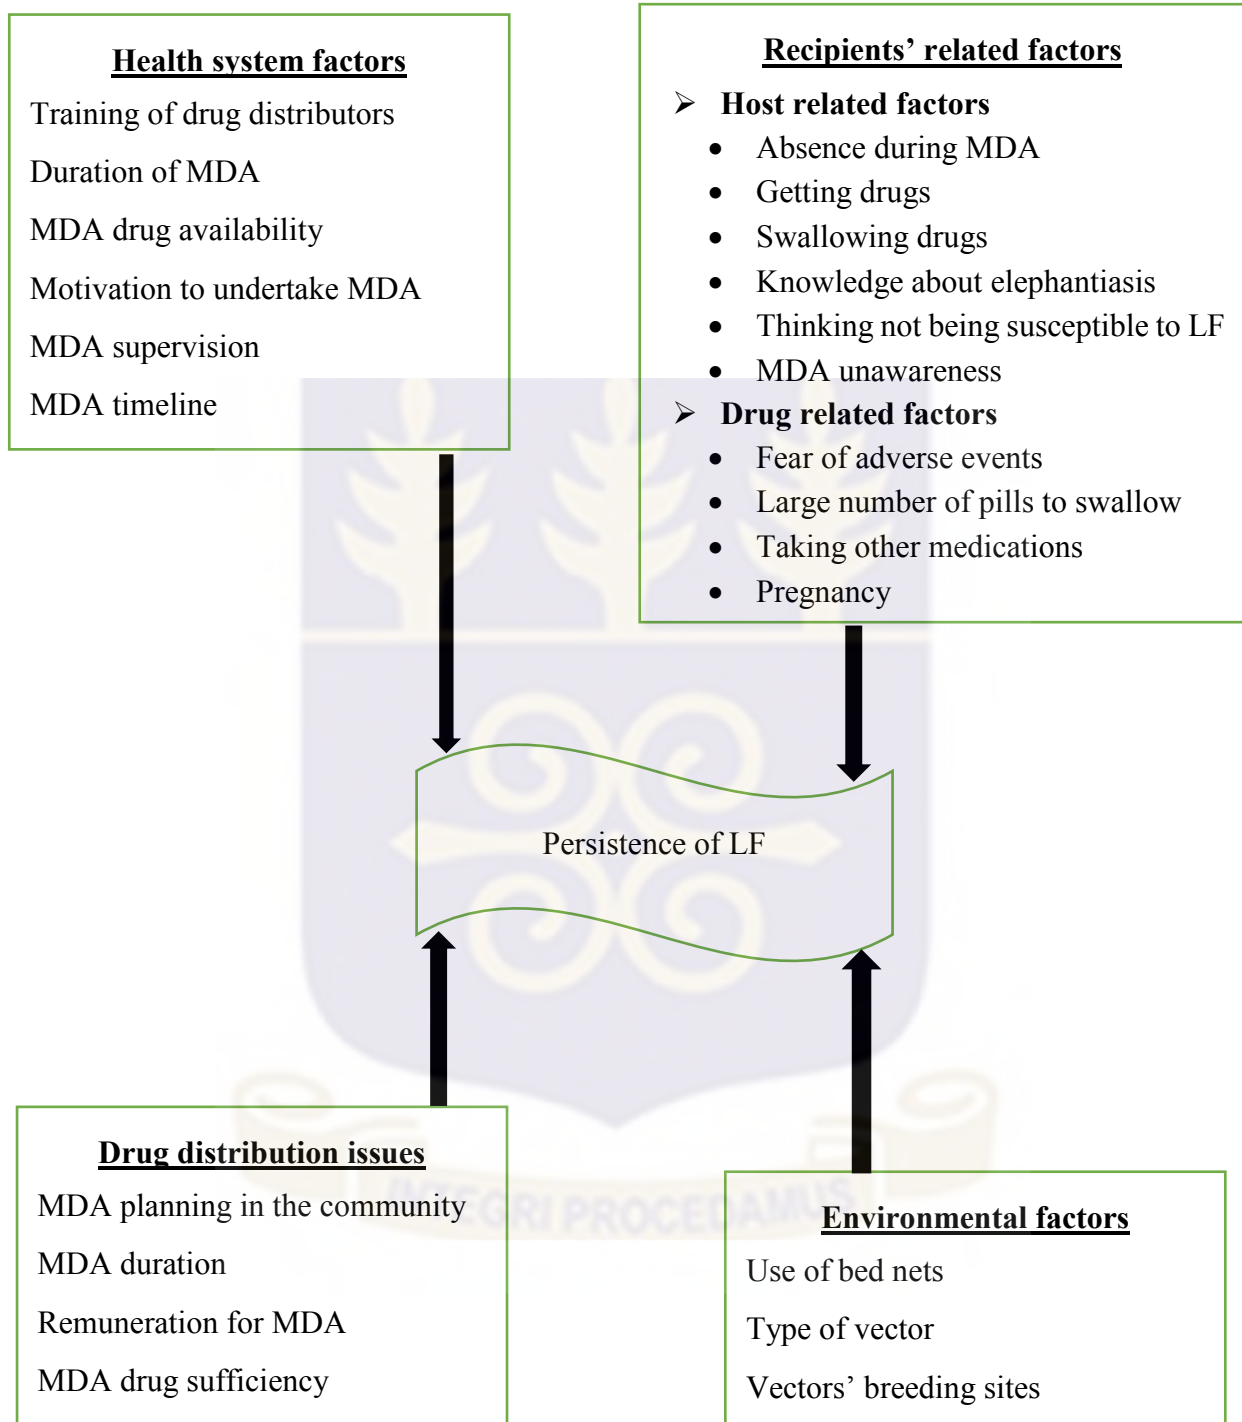 Health system factors
Training of drug distributors
Duration of MDA
MDA drug availability
Motivation to undertake MDA
MDA supervision
MDA timeline
Recipients’ related factors
➢ Host related factors
• Absence during MDA
• Getting drugs
• Swallowing drugs
• Knowledge about elephantiasis
• Thinking not being susceptible to LF
• MDA unawareness
➢ Drug related factors
• Fear of adverse events
• Large number of pills to swallow
• Taking other medications
• Pregnancy
Persistence of LF
Drug distribution issues
MDA planning in the community
MDA duration
Remuneration for MDA
MDA drug sufficiency
INTEGRI PROCEDAMUS
Environmental factors
Use of bed nets
Type of vector
Vectors’ breeding sites